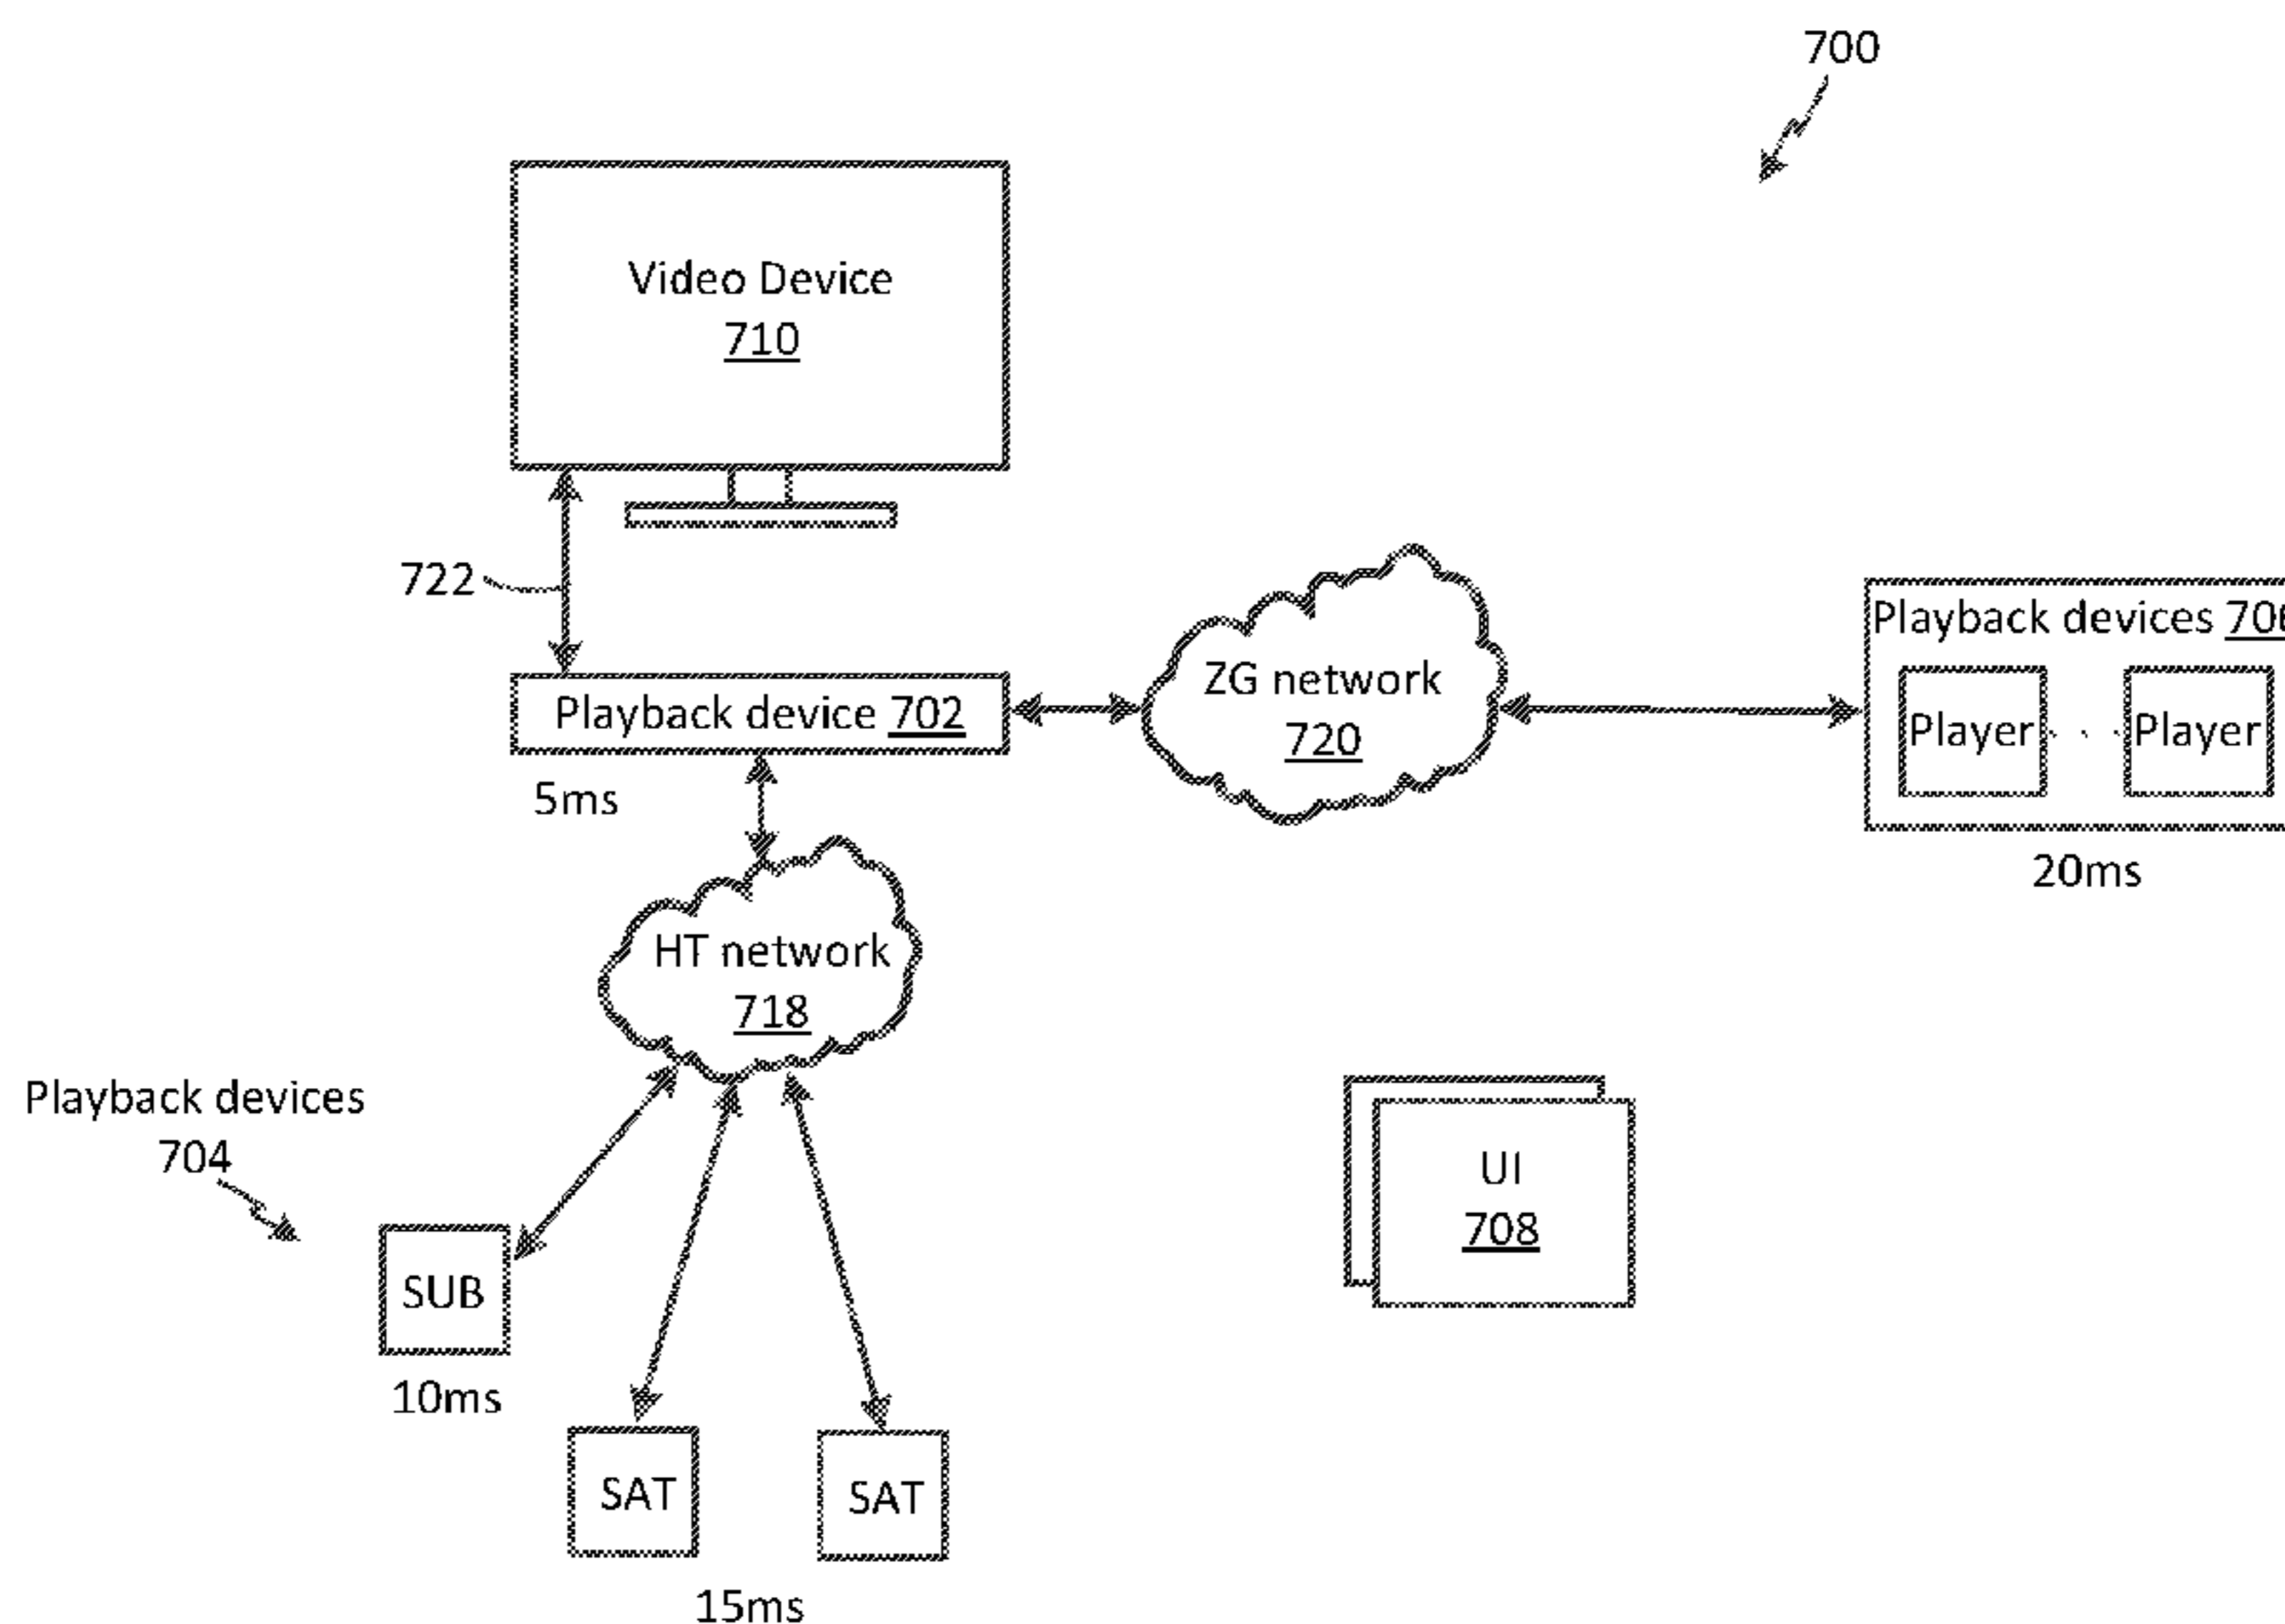 700
Video Device
710
722
Playback device 702
5ms
ZG network
720
Playback devices
Player . . . Player
20ms
HT network
718
Playback devices
704
SUB
10ms
SAT
SAT
15ms
UI
708